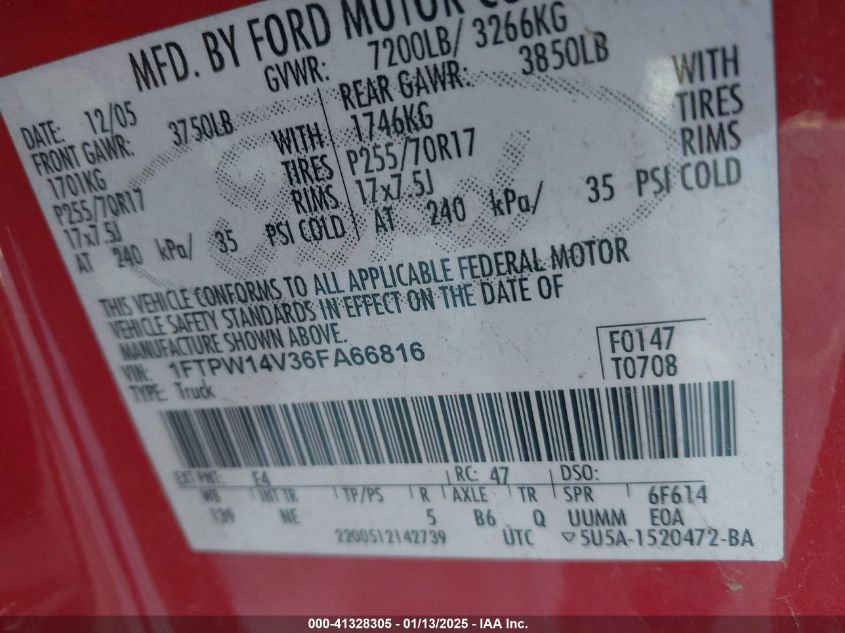 MFD. BY FORD MOTOR CO
GVWR: 7200LB/ 3266KG
DATE: 12/05
FRONT GAWR: 3750LB
1701KG
P255/70R17
17x7.5J
AT 240 kPa/ 35 PSI COLD
WITH
TIRES
RIMS
REAR GAWR: 3850LB
1746KG
P255/70R17
17x7.5J
AT 240 kPa/ 35 PSI COLD
WITH
TIRES
RIMS
Ford
THIS VEHICLE CONFORMS TO ALL APPLICABLE FEDERAL MOTOR
VEHICLE SAFETY STANDARDS IN EFFECT ON THE DATE OF
MANUFACTURE SHOWN ABOVE.
VIN: 1FTPW14V36FA66816
TYPE: Truck
F0147
T0708
EXT PNT: E4 RC: 47 DSO:
WB INT TR TP/PS R AXLE TR SPR 6F614
139 NE 5 B6 Q UUMM EOA
2200512142739 UTC ▽5U5A-1520472-BA
000-41328305 - 01/13/2025 - IAA Inc.